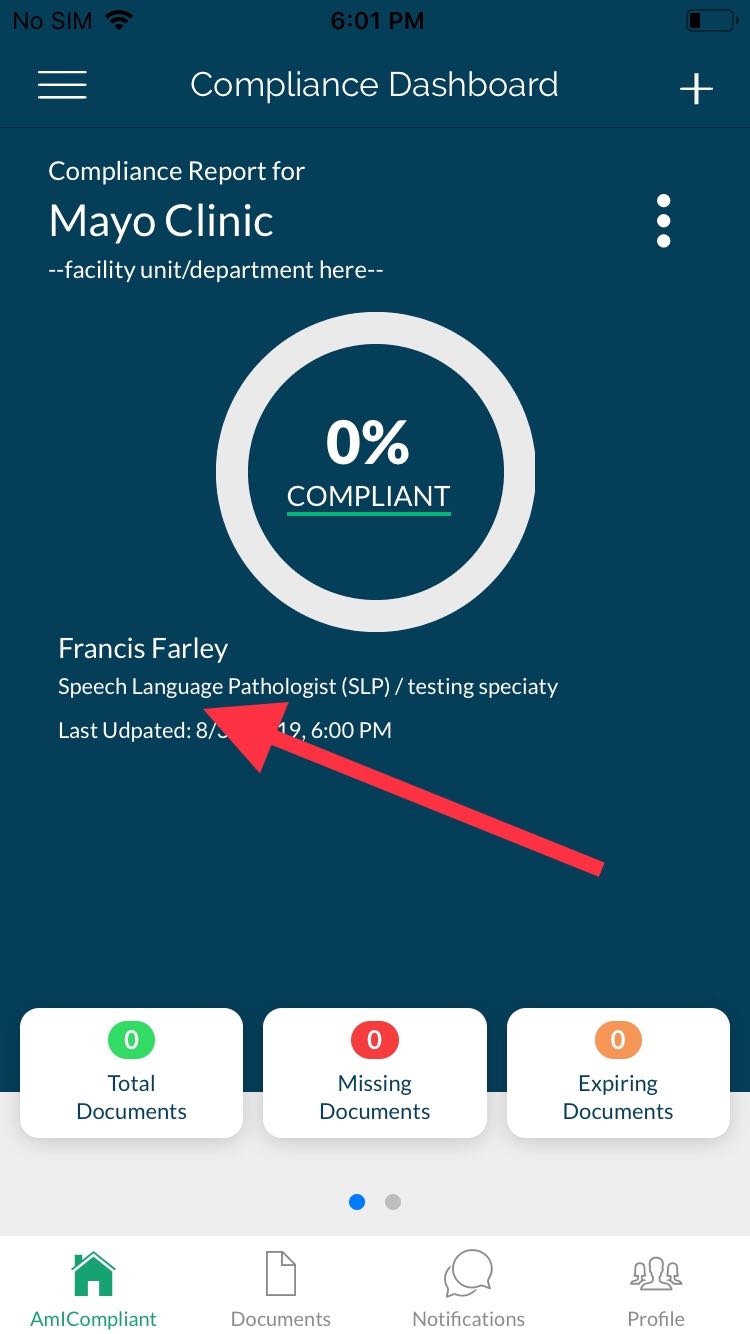 No SIM 6:01 PM
Compliance Dashboard
Compliance Report for
Mayo Clinic
--facility unit/department here--
0%
COMPLIANT
Francis Farley
Speech Language Pathologist (SLP) / testing speciaty
Last Udpated: 8/ 19, 6:00 PM
0 0 0
Total Missing Expiring
Documents Documents Documents
AmICompliant Documents Notifications Profile